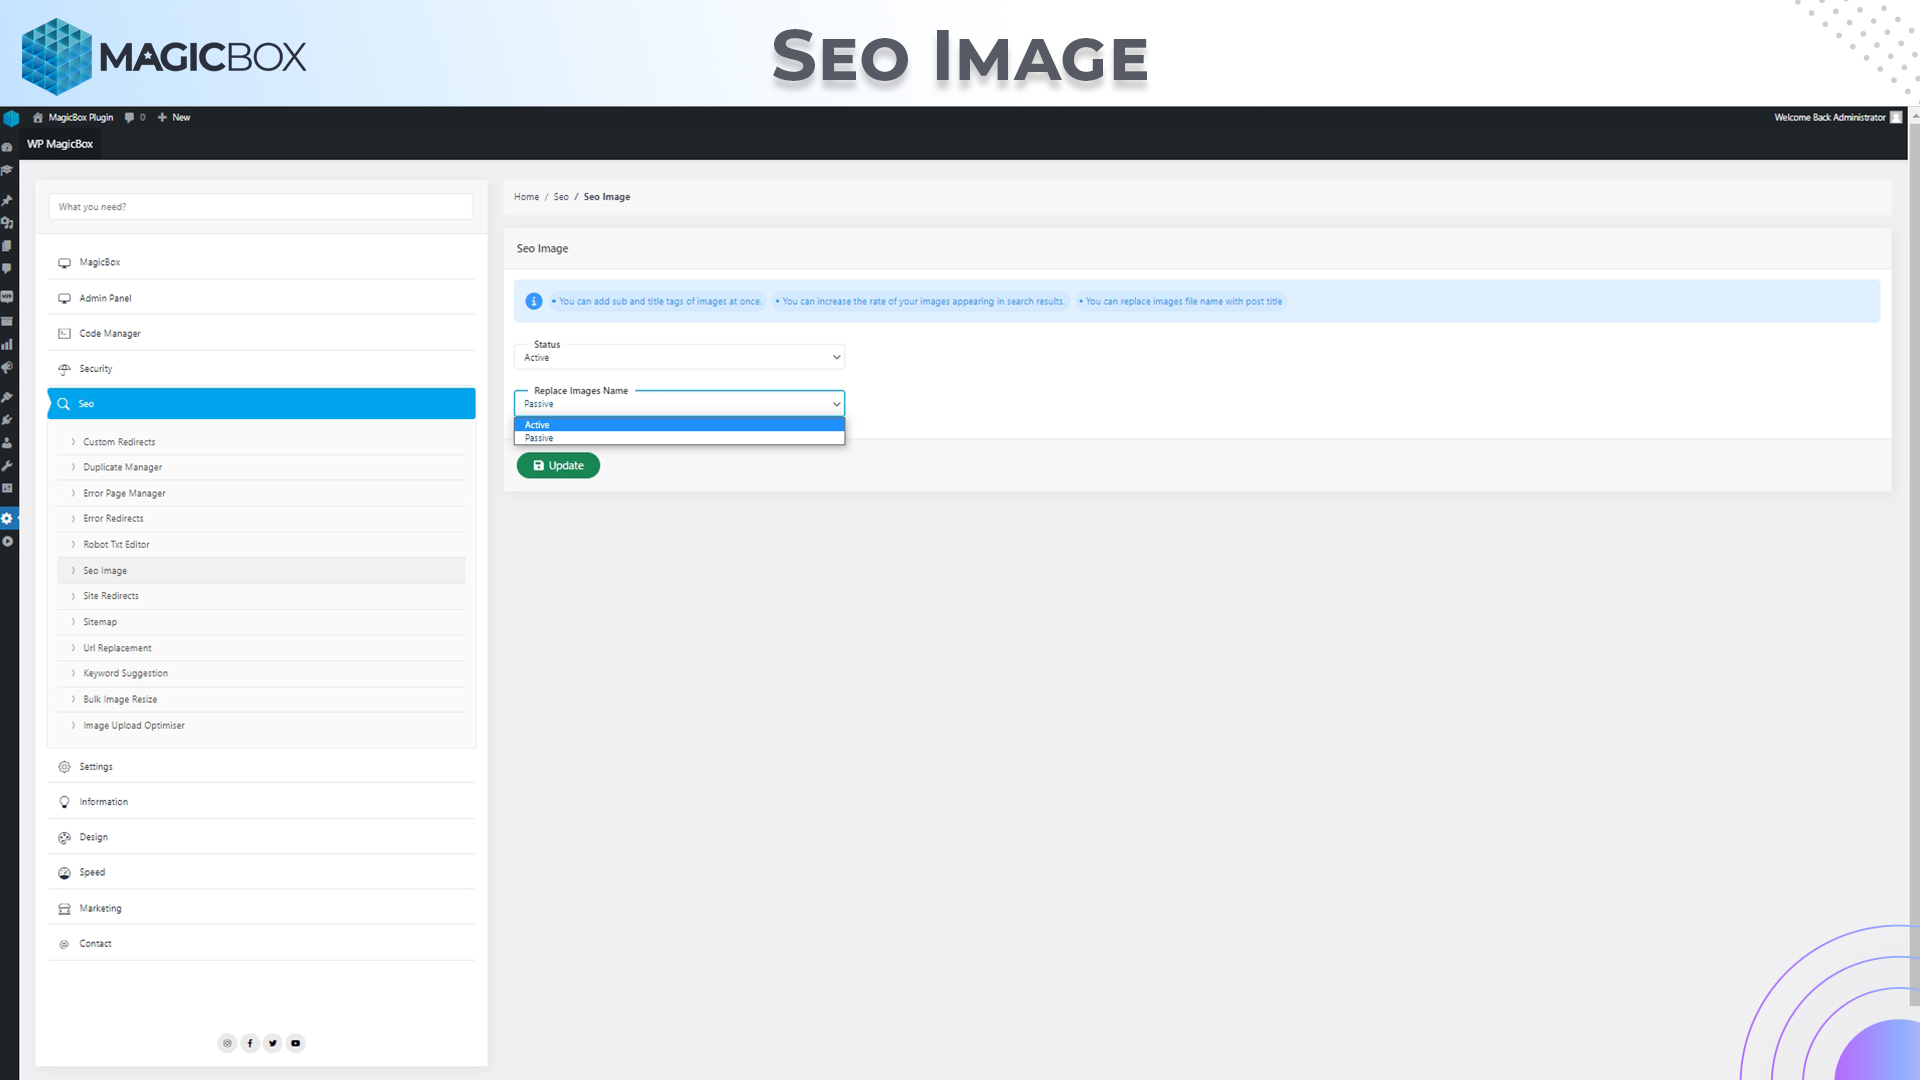 MAGICBOX
SEO IMAGE
MagicBox Plugin 0 New
Welcome Back Administrator
WP MagicBox
What you need?
MagicBox
Admin Panel
Code Manager
Security
Seo
Custom Redirects
Duplicate Manager
Error Page Manager
Error Redirects
Robot Txt Editor
Seo Image
Site Redirects
Sitemap
Url Replacement
Keyword Suggestion
Bulk Image Resize
Image Upload Optimiser
Settings
Information
Design
Speed
Marketing
Contact
Home / Seo / Seo Image
Seo Image
▪ You can add sub and title tags of images at once. ▪ You can increase the rate of your images appearing in search results. ▪ You can replace images file name with post title
Status
Active
Replace Images Name
Passive
Active
Passive
Update